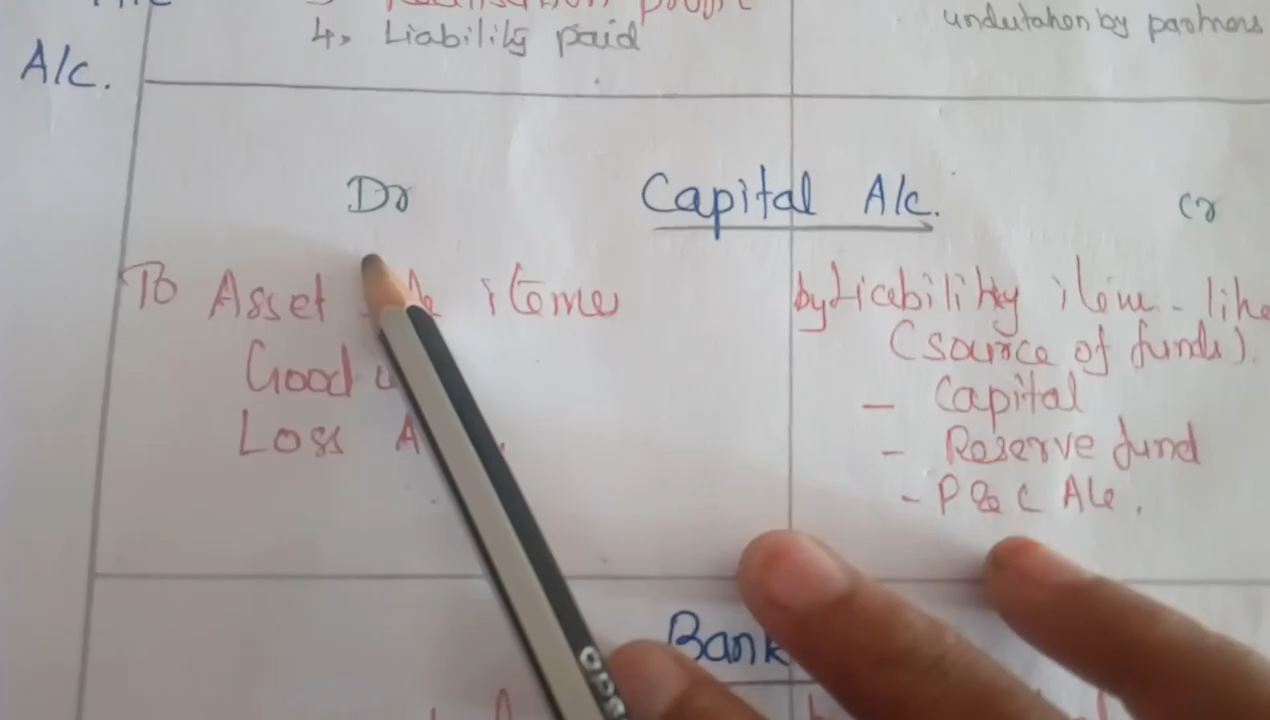 4, Liability paid
undutakon by partners
A/c.
Dr Capital A/c. Cr
To Asset items by Liability item - like
(source of funds).
Good
- Capital
Loss A
- Reserve fund
- P & L A/c.
Bank